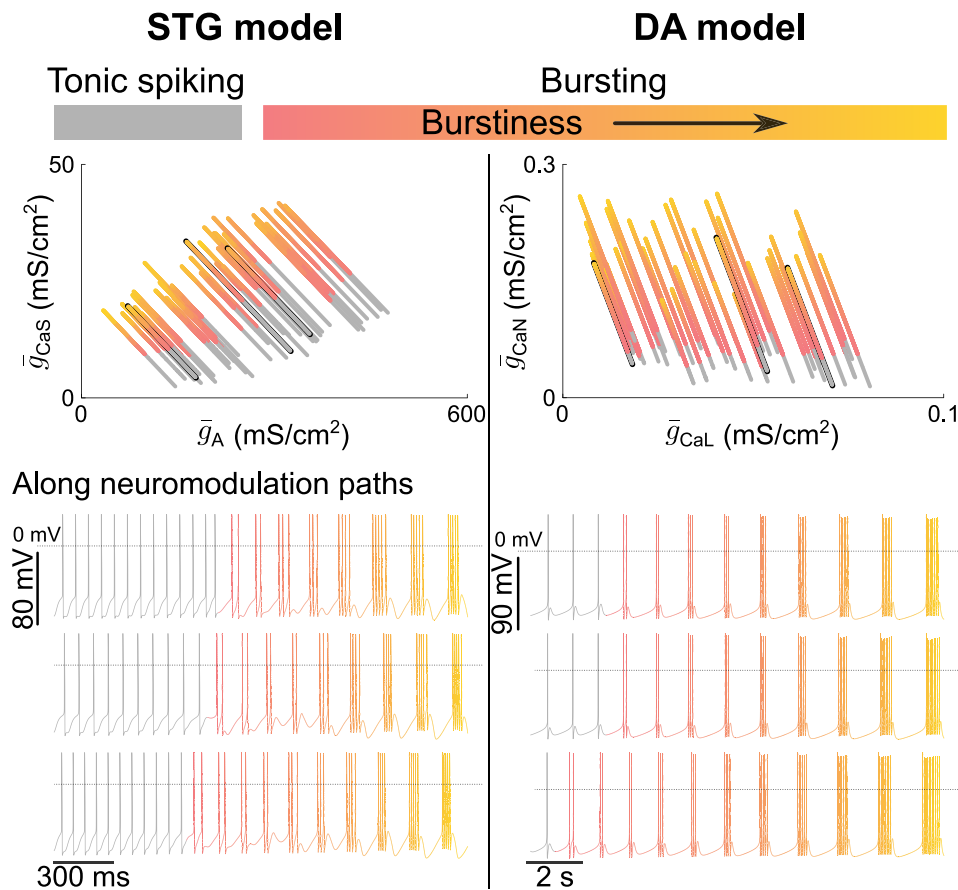 STG model
DA model
Tonic spiking
Bursting
Burstiness
50
ḡCaS (mS/cm²)
0
0
600
ḡA (mS/cm²)
0.3
ḡCaN (mS/cm²)
0
0
0.1
ḡCaL (mS/cm²)
Along neuromodulation paths
0 mV
80 mV
0 mV
90 mV
300 ms
2 s